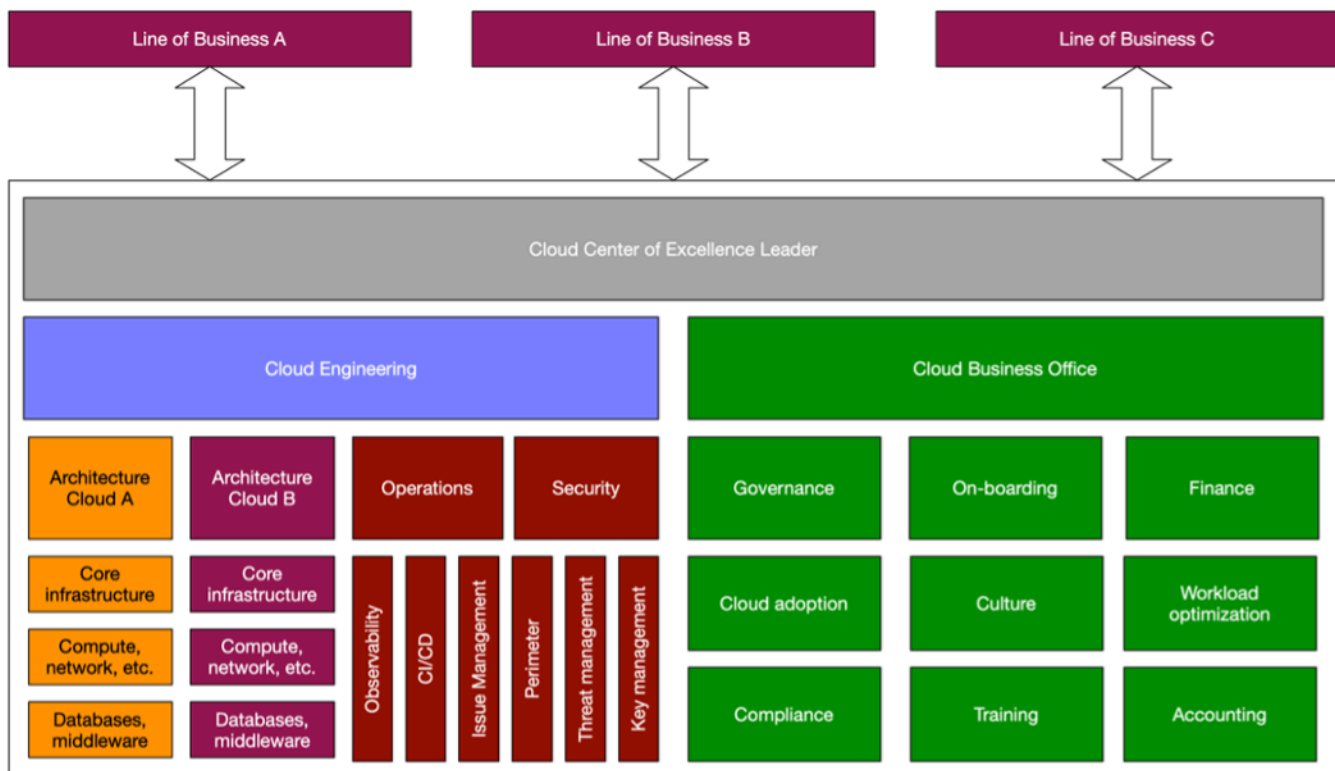 Line of Business A
Line of Business B
Line of Business C
Cloud Center of Excellence Leader
Cloud Engineering
Cloud Business Office
Architecture
Cloud A
Architecture
Cloud B
Operations
Security
Governance
On-boarding
Finance
Core
infrastructure
Core
infrastructure
Compute,
network, etc.
Compute,
network, etc.
Databases,
middleware
Databases,
middleware
Observability
CI/CD
Issue Management
Perimeter
Threat management
Key management
Cloud adoption
Culture
Workload
optimization
Compliance
Training
Accounting